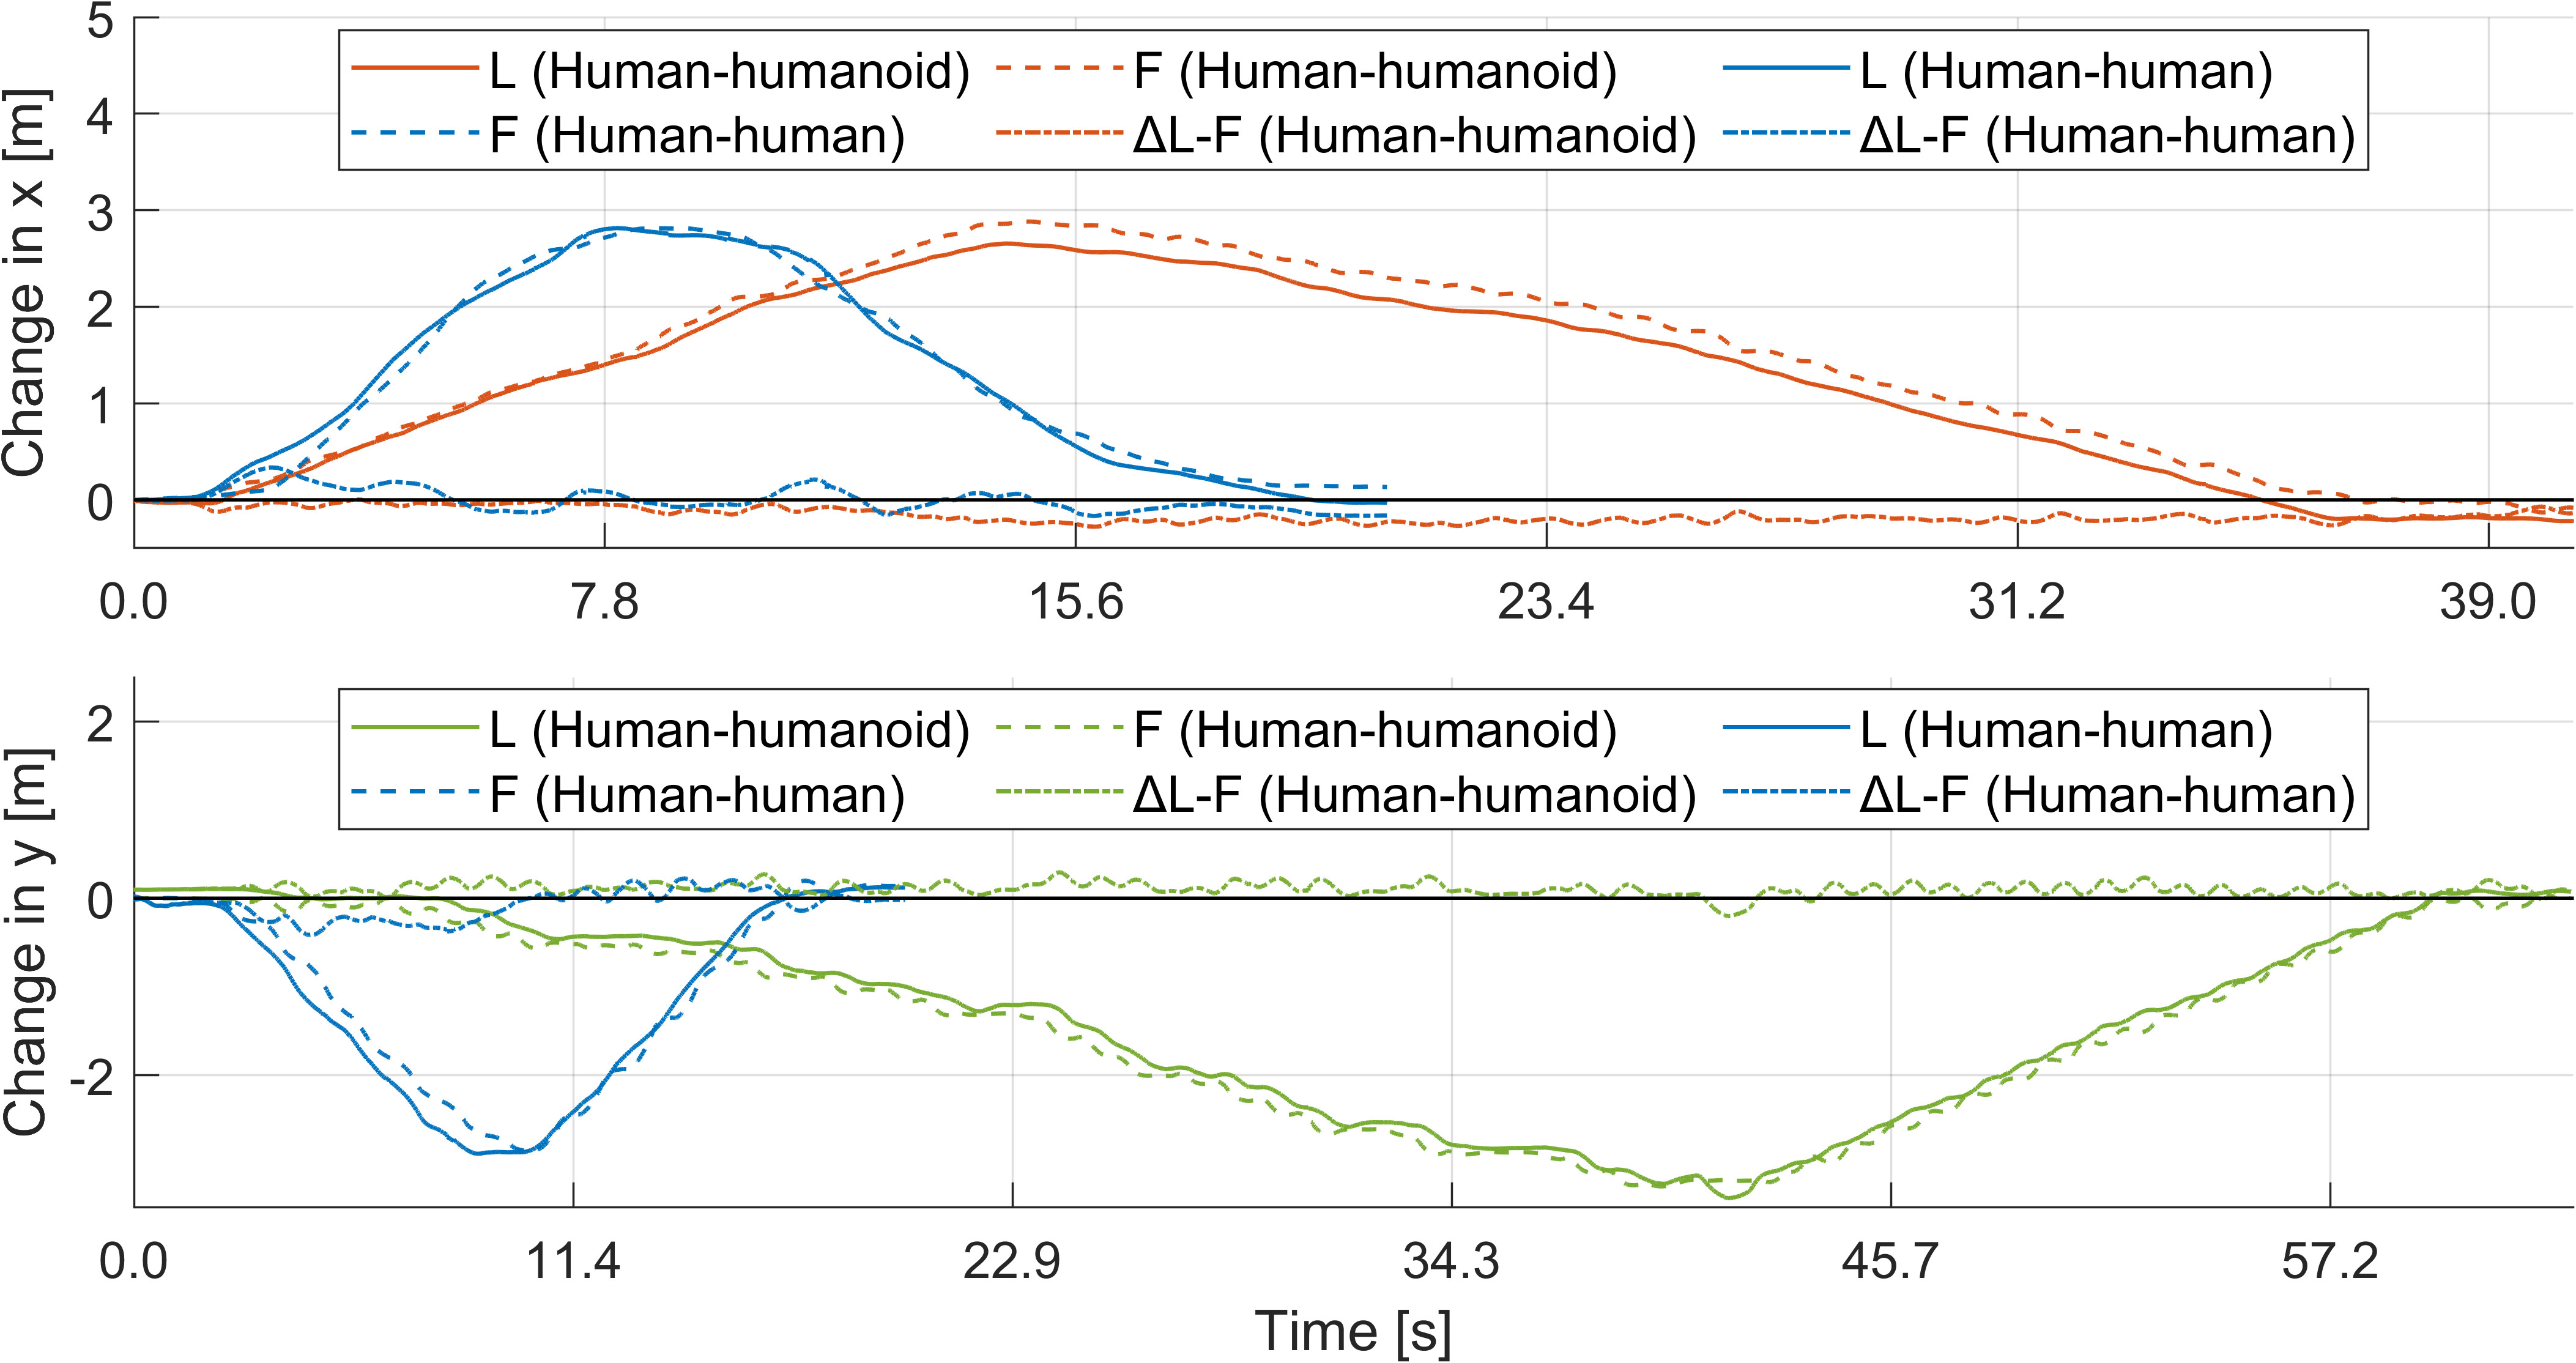 Change in x [m]
5
4
3
2
1
0
L (Human-humanoid) F (Human-humanoid) L (Human-human)
F (Human-human) ΔL-F (Human-humanoid) ΔL-F (Human-human)
0.0 7.8 15.6 23.4 31.2 39.0
Change in y [m]
2
0
-2
L (Human-humanoid) F (Human-humanoid) L (Human-human)
F (Human-human) ΔL-F (Human-humanoid) ΔL-F (Human-human)
0.0 11.4 22.9 34.3 45.7 57.2
Time [s]